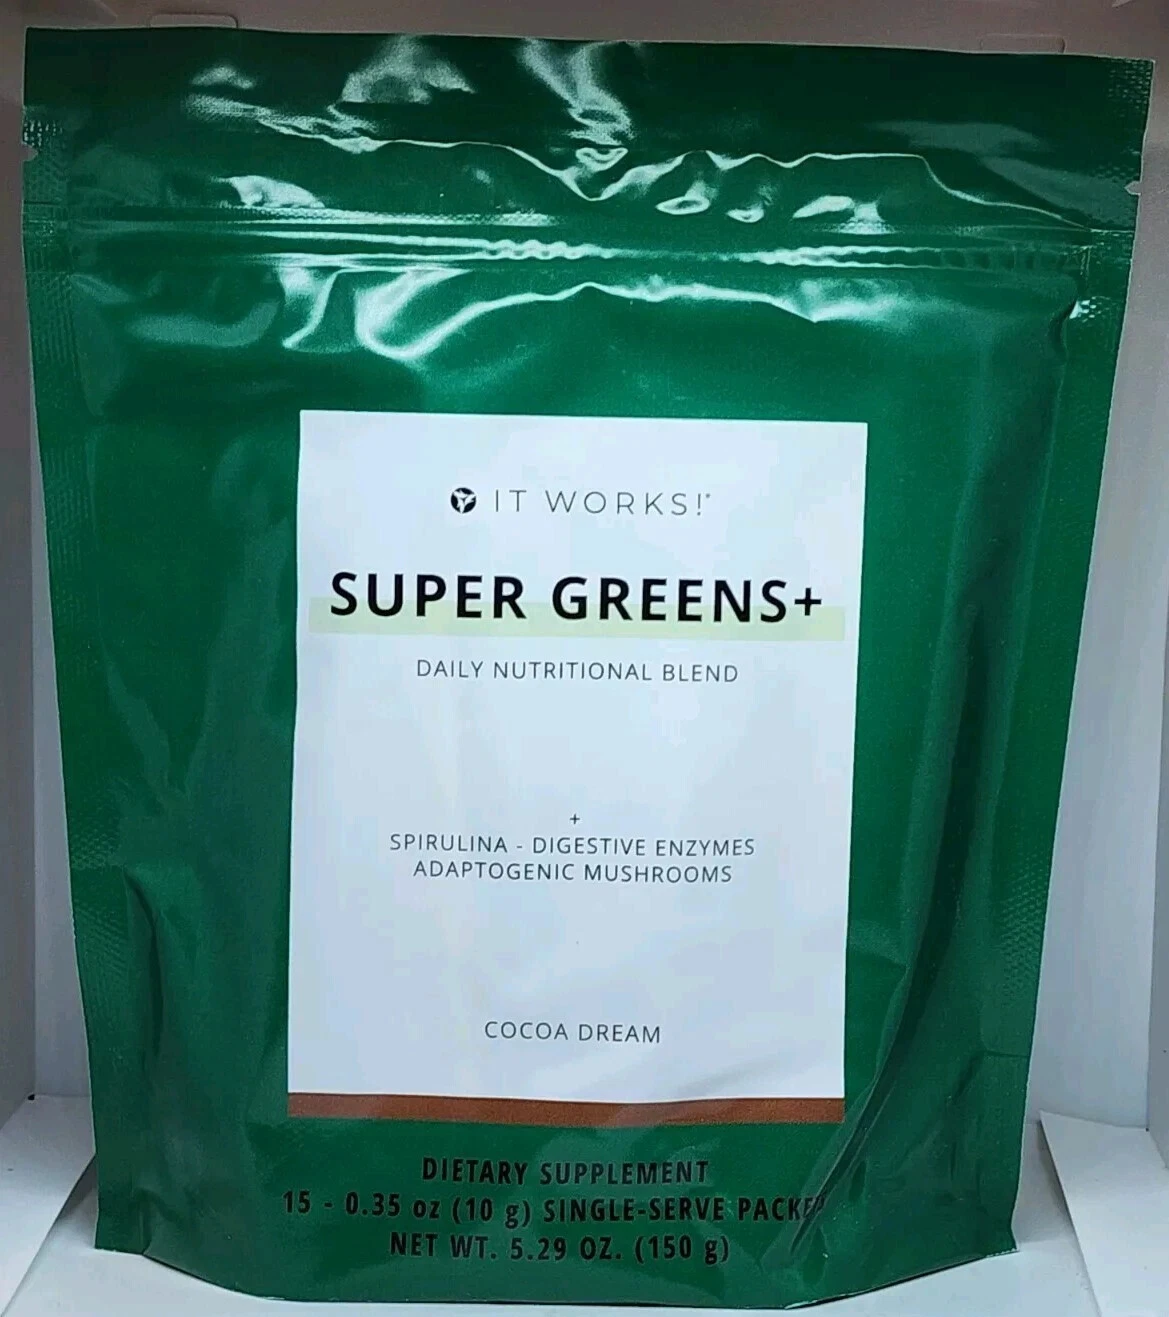 IT WORKS!
SUPER GREENS+
DAILY NUTRITIONAL BLEND
+
SPIRULINA - DIGESTIVE ENZYMES
ADAPTOGENIC MUSHROOMS
COCOA DREAM
DIETARY SUPPLEMENT
15 - 0.35 oz (10 g) SINGLE-SERVE
NET WT. 5.29 OZ. (150 g)